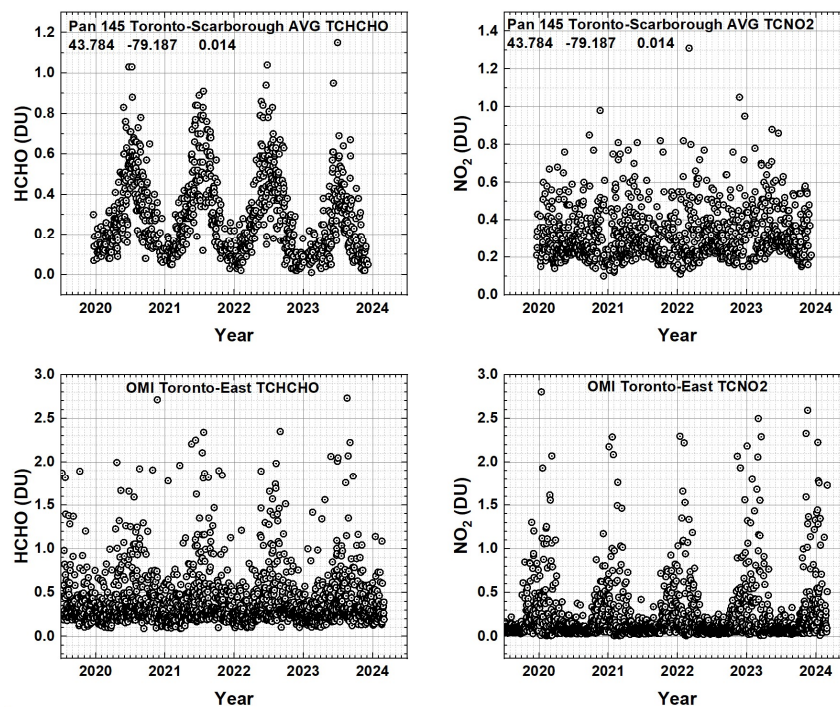 Pan 145 Toronto-Scarborough AVG TCHCHO
43.784 -79.187 0.014
1.2
1.0
0.8
0.6
0.4
0.2
0.0
HCHO (DU)
2020 2021 2022 2023 2024
Year
Pan 145 Toronto-Scarborough AVG TCNO2
43.784 -79.187 0.014
1.4
1.2
1.0
0.8
0.6
0.4
0.2
0.0
NO₂ (DU)
2020 2021 2022 2023 2024
Year
OMI Toronto-East TCHCHO
3.0
2.5
2.0
1.5
1.0
0.5
0.0
HCHO (DU)
2020 2021 2022 2023 2024
Year
OMI Toronto-East TCNO2
3.0
2.5
2.0
1.5
1.0
0.5
0.0
NO₂ (DU)
2020 2021 2022 2023 2024
Year